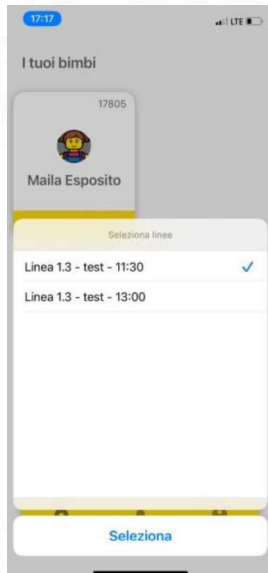 17:17
LTE
I tuoi bimbi
17805
Maila Esposito
Seleziona linee
Linea 1.3 - test - 11:30
Linea 1.3 - test - 13:00
Seleziona